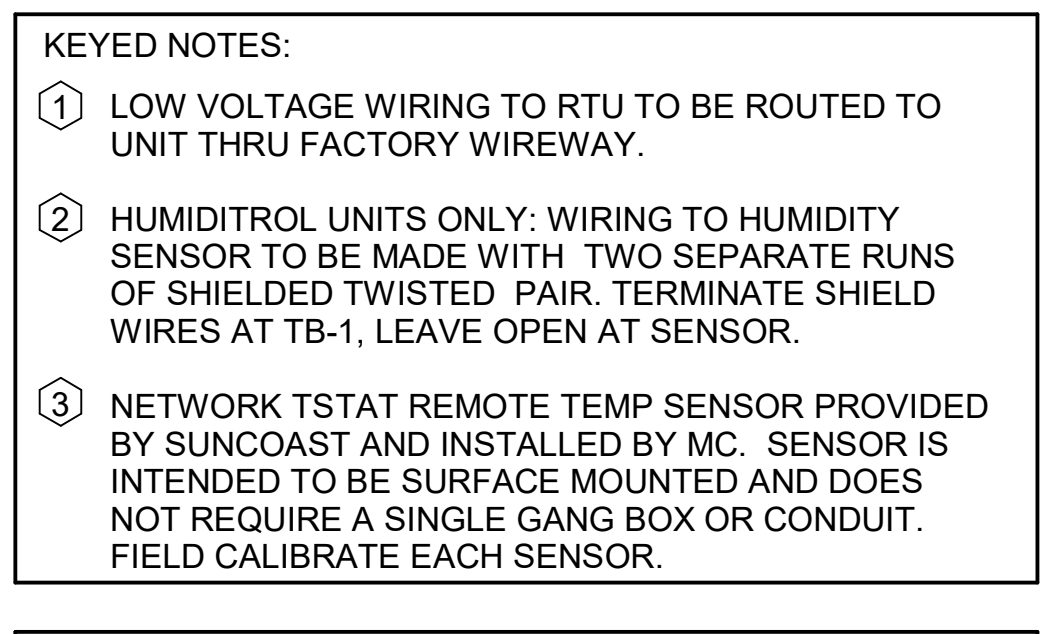 KEYED NOTES:
1 LOW VOLTAGE WIRING TO RTU TO BE ROUTED TO
UNIT THRU FACTORY WIREWAY.
2 HUMIDITROL UNITS ONLY: WIRING TO HUMIDITY
SENSOR TO BE MADE WITH TWO SEPARATE RUNS
OF SHIELDED TWISTED PAIR. TERMINATE SHIELD
WIRES AT TB-1, LEAVE OPEN AT SENSOR.
3 NETWORK TSTAT REMOTE TEMP SENSOR PROVIDED
BY SUNCOAST AND INSTALLED BY MC. SENSOR IS
INTENDED TO BE SURFACE MOUNTED AND DOES
NOT REQUIRE A SINGLE GANG BOX OR CONDUIT.
FIELD CALIBRATE EACH SENSOR.